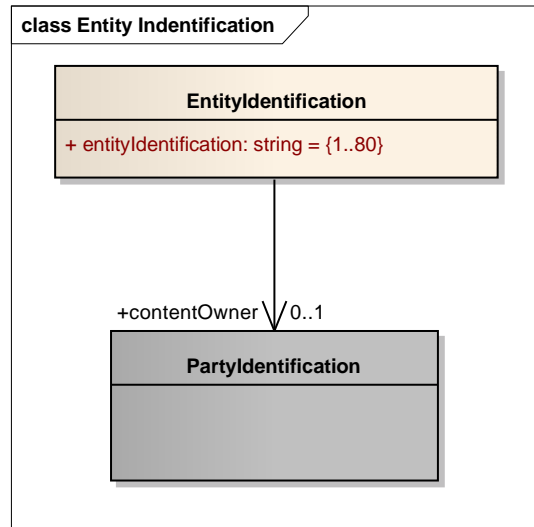 class Entity Indentification
EntityIdentification
+ entityIdentification: string = {1..80}
+contentOwner 0..1
PartyIdentification